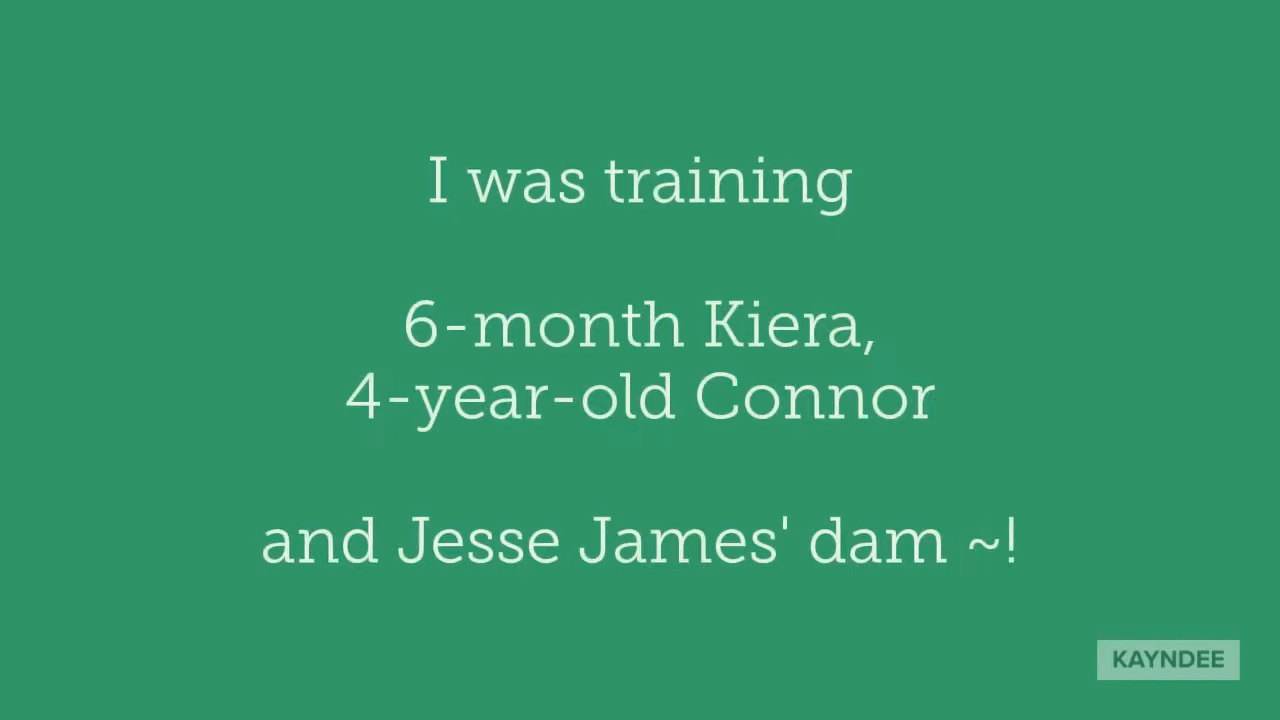 I was training
6-month Kiera,
4-year-old Connor
and Jesse James' dam ~!
KAYNDEE